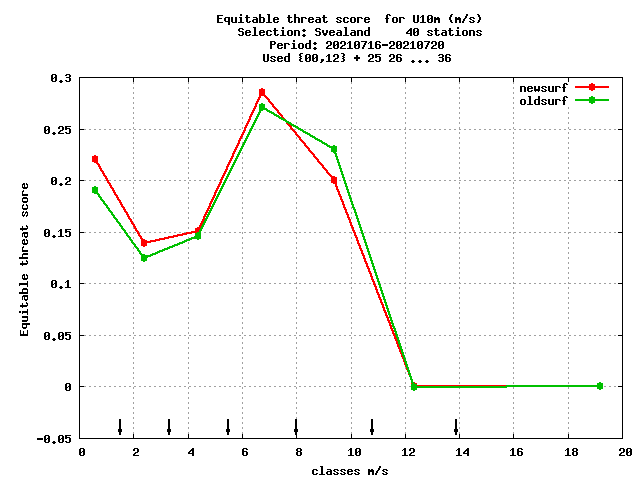 Equitable threat score  for U10m (m/s)
Selection: Svealand     40 stations
Period: 20210716-20210720
Used {00,12} + 25 26 ... 36
newsurf
oldsurf
0.3
0.25
0.2
0.15
0.1
0.05
0
-0.05
Equitable threat score
0 2 4 6 8 10 12 14 16 18 20
classes m/s